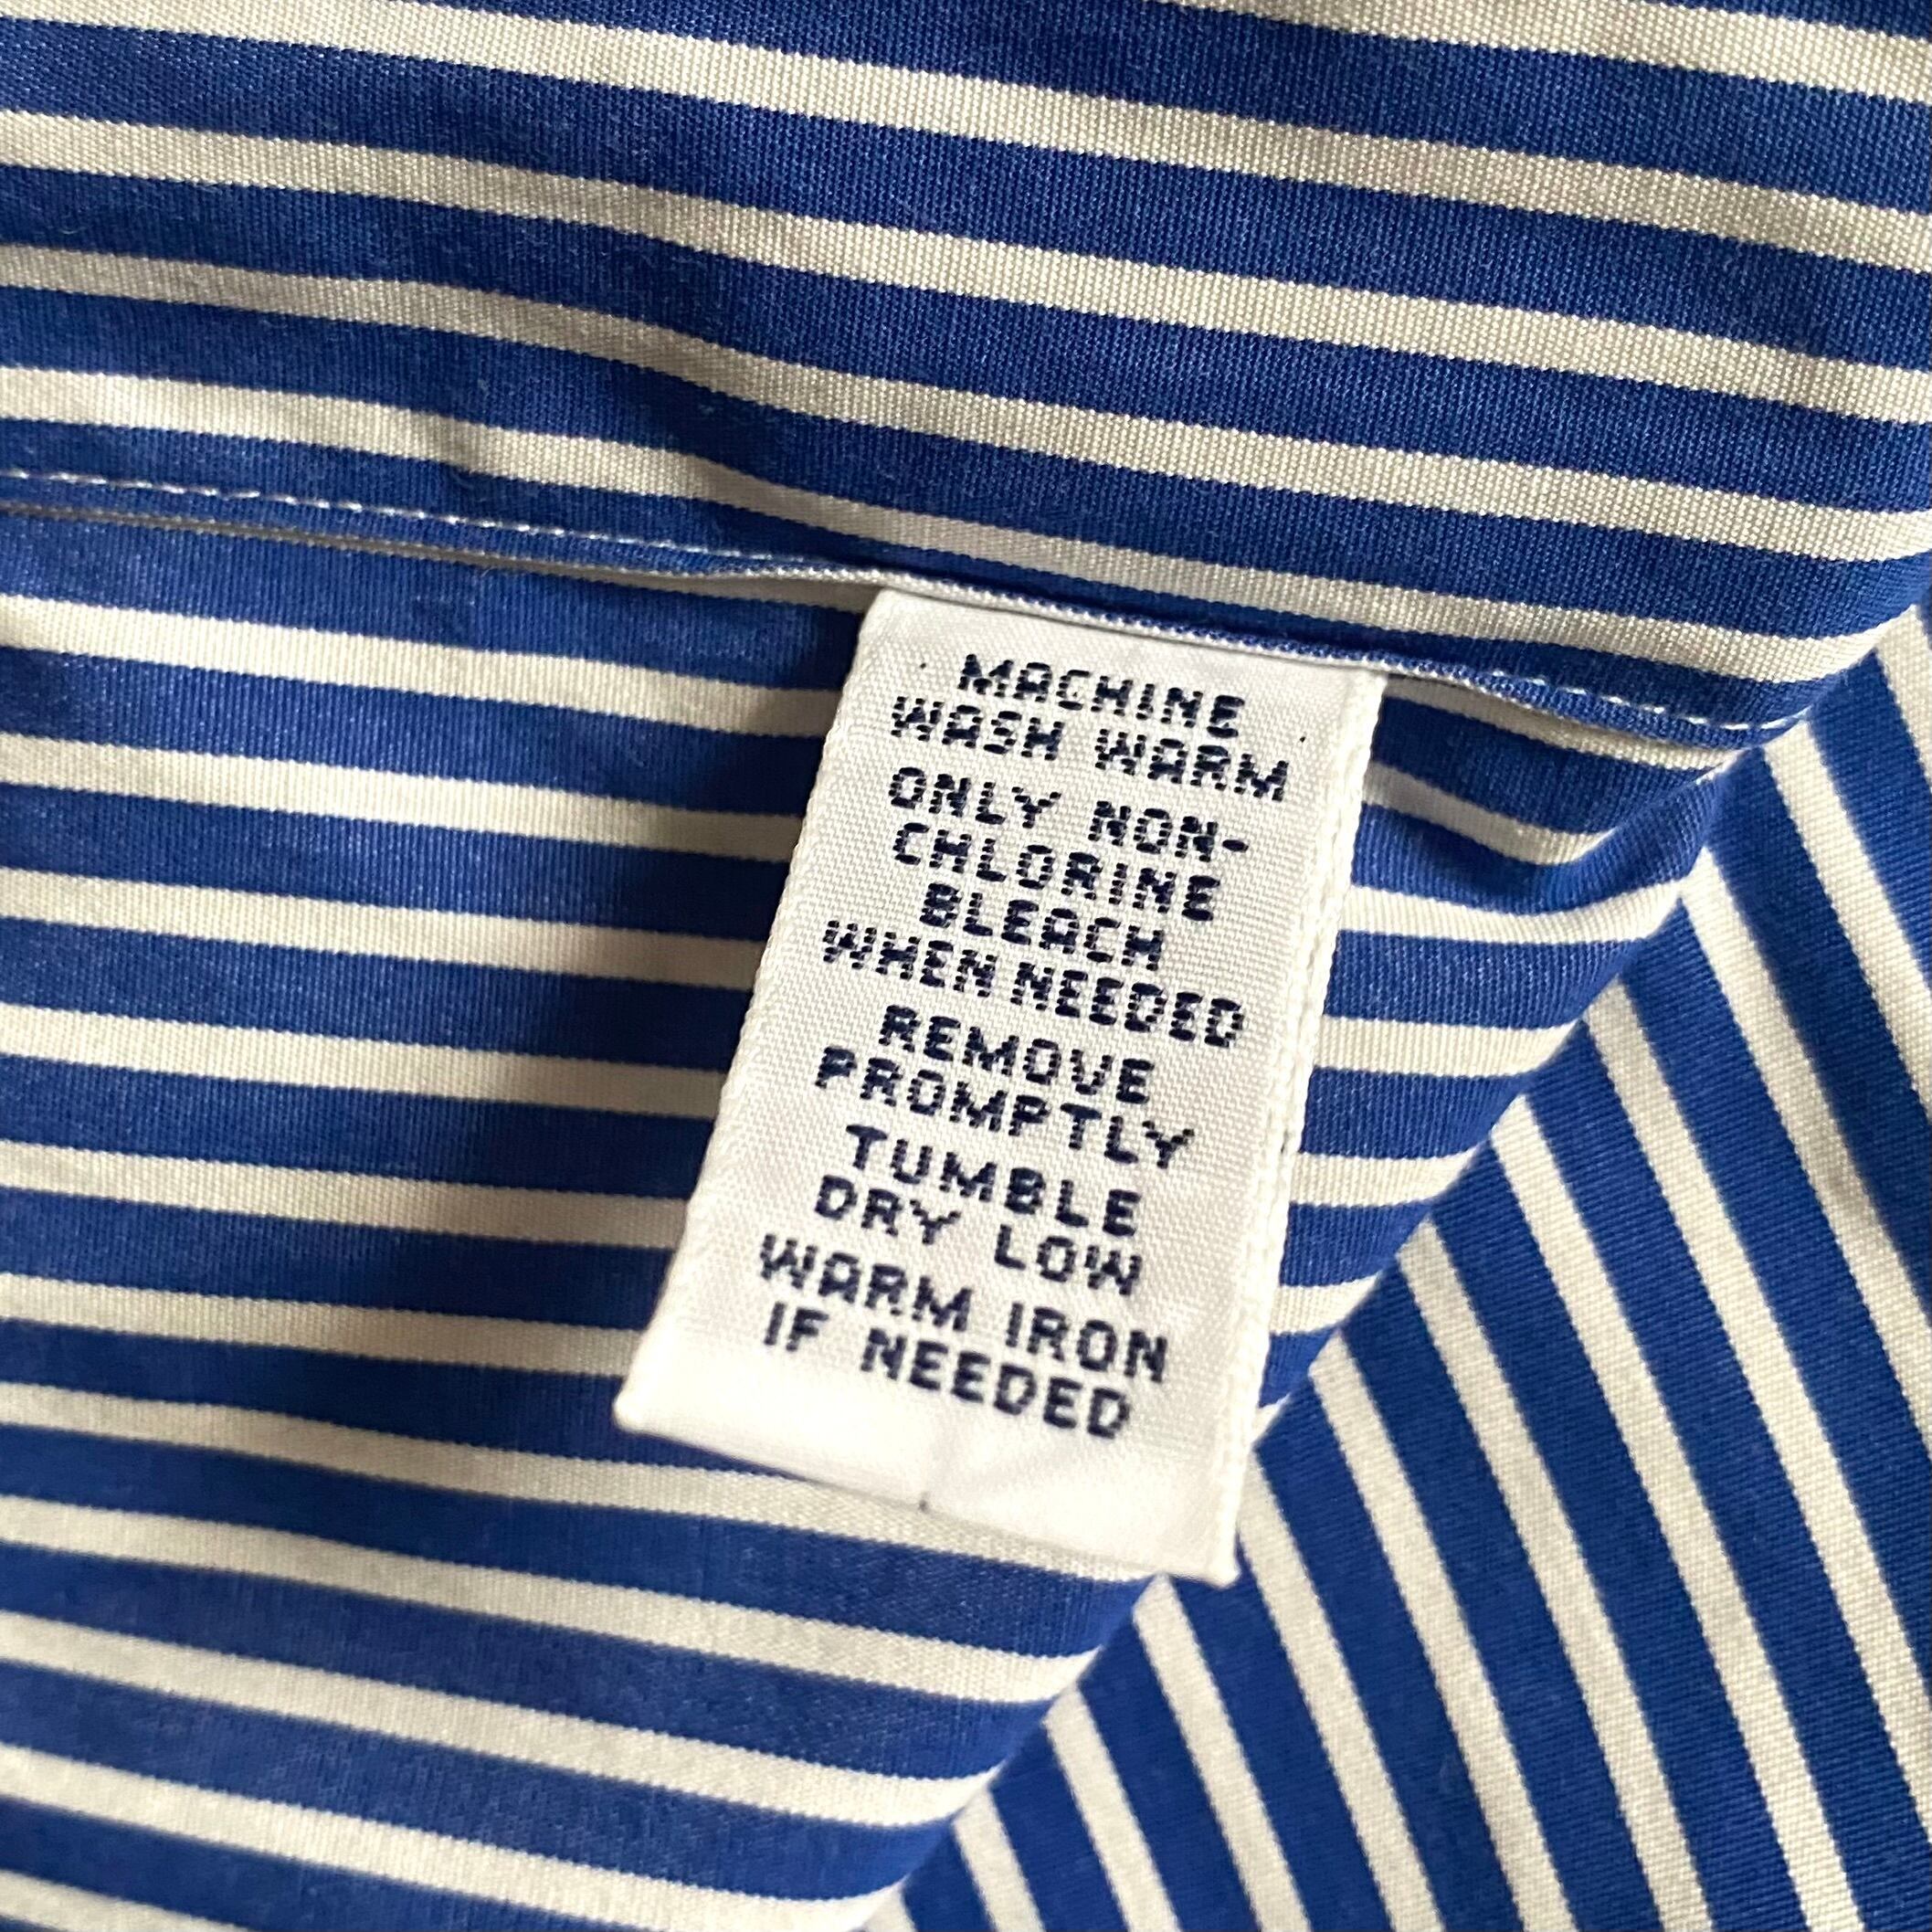 MACHINE
WASH WARM
ONLY NON-
CHLORINE
BLEACH
WHEN NEEDED
REMOVE
PROMPTLY
TUMBLE
DRY LOW
WARM IRON
IF NEEDED